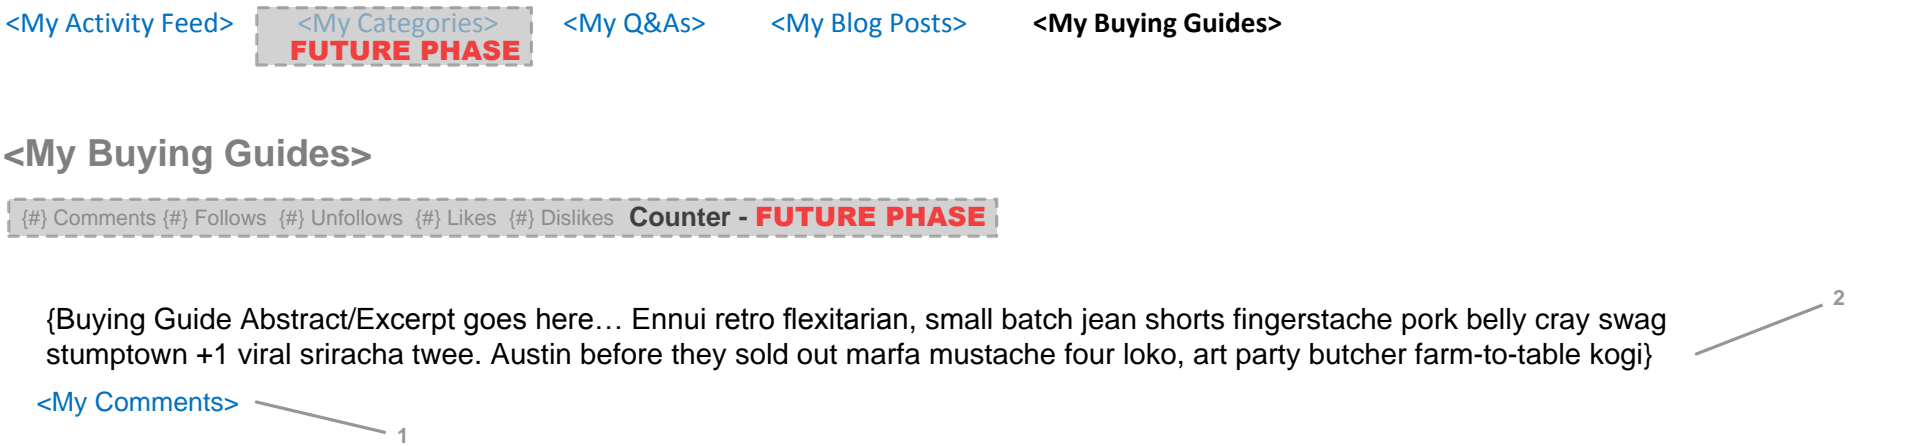 <My Activity Feed> <My Categories> <My Q&As> <My Blog Posts> <My Buying Guides>
FUTURE PHASE
<My Buying Guides>
{#} Comments {#} Follows {#} Unfollows {#} Likes {#} Dislikes Counter - FUTURE PHASE
2
{Buying Guide Abstract/Excerpt goes here… Ennui retro flexitarian, small batch jean shorts fingerstache pork belly cray swag
stumptown +1 viral sriracha twee. Austin before they sold out marfa mustache four loko, art party butcher farm-to-table kogi}
<My Comments>
1